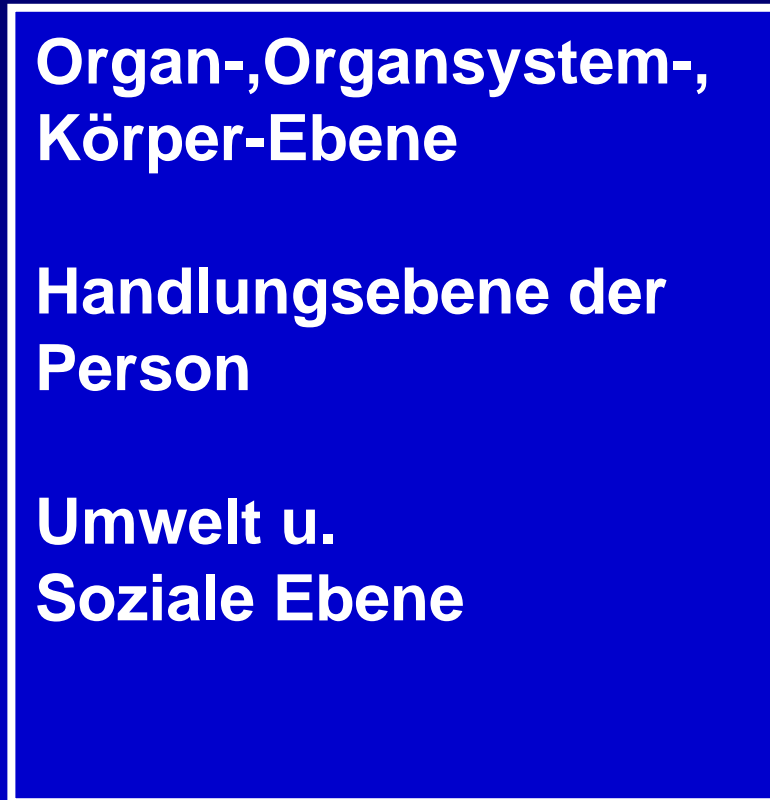 Organ-,Organsystem-,
Körper-Ebene
Handlungsebene der
Person
Umwelt u.
Soziale Ebene